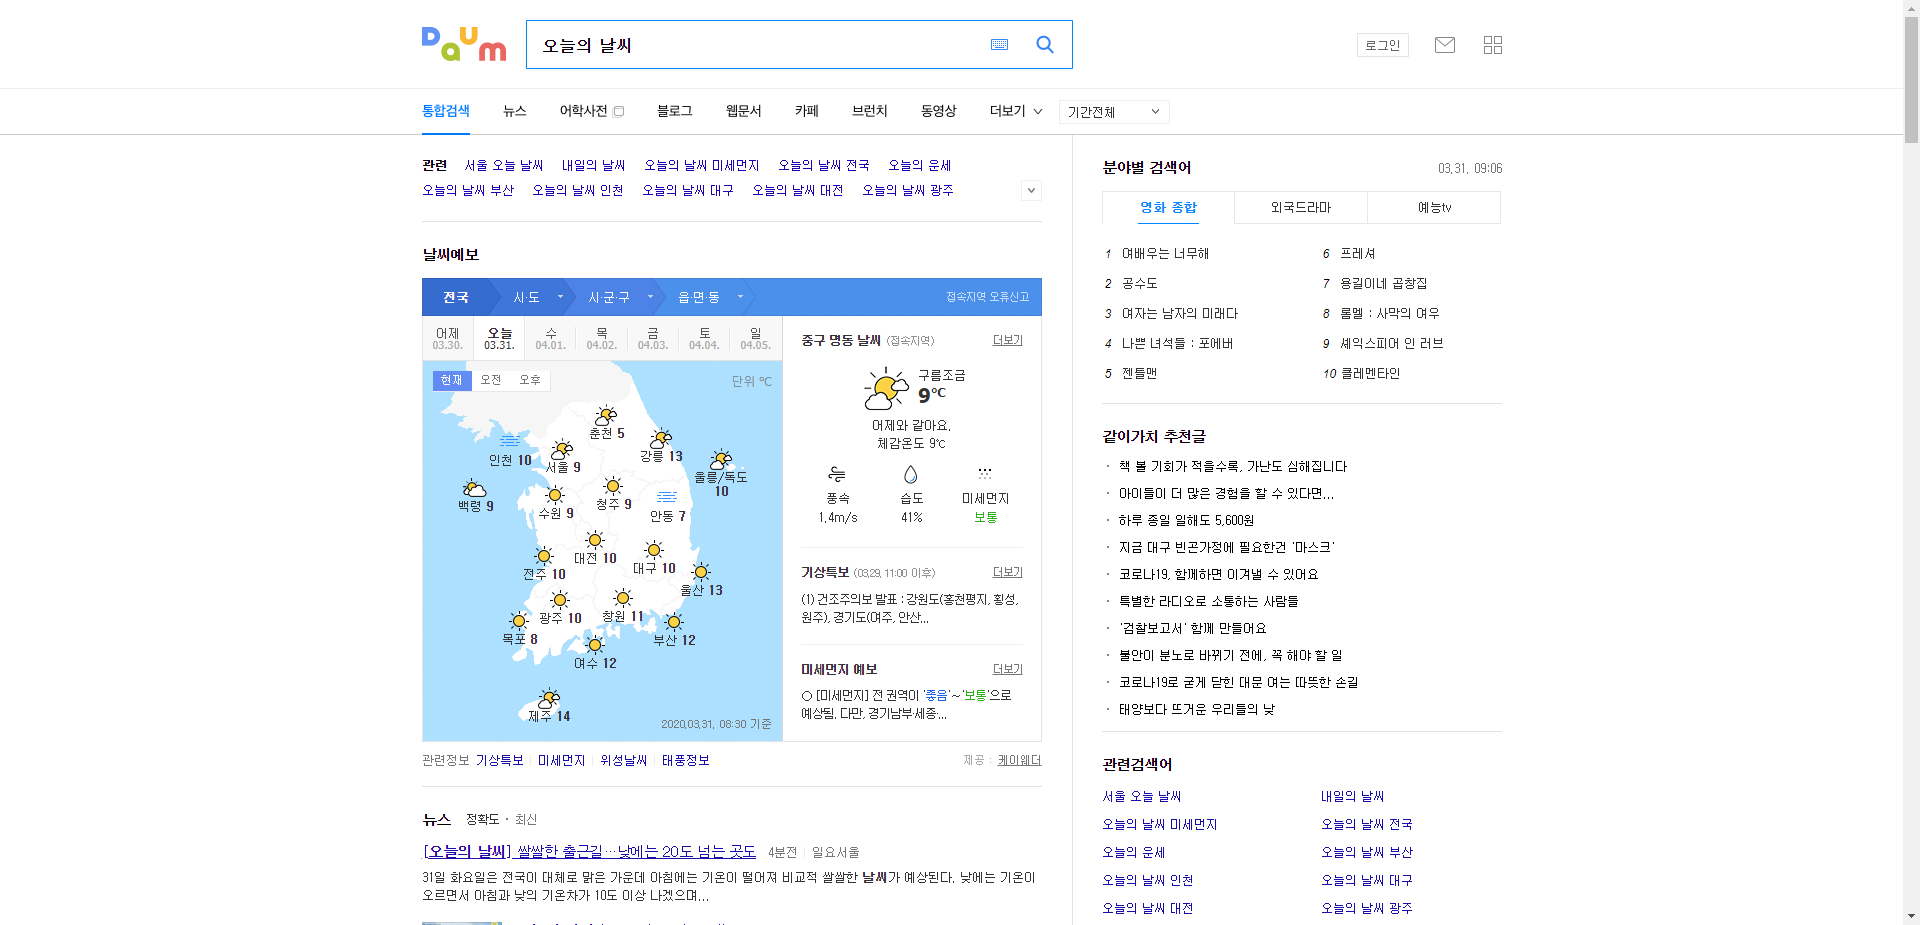 Daum
오늘의 날씨
로그인
통합검색 뉴스 어학사전 블로그 웹문서 카페 브런치 동영상 더보기 기간전체
관련 서울 오늘 날씨 내일의 날씨 오늘의 날씨 미세먼지 오늘의 날씨 전국 오늘의 운세
오늘의 날씨 부산 오늘의 날씨 인천 오늘의 날씨 대구 오늘의 날씨 대전 오늘의 날씨 광주
날씨예보
전국 시·도 시·군·구 읍·면·동 접속지역 오류신고
어제 오늘 수 목 금 토 일
03.30. 03.31. 04.01. 04.02. 04.03. 04.04. 04.05.
현재 오전 오후 단위 ℃
춘천 5
강릉 13
인천 10
서울 9
울릉/독도
10
백령 9
수원 9
청주 9
안동 7
대전 10
대구 10
전주 10
울산 13
광주 10
창원 11
목포 8
부산 12
여수 12
제주 14
2020.03.31. 08:30 기준
중구 명동 날씨 (접속지역) 더보기
구름조금
9℃
어제와 같아요.
체감온도 9℃
풍속 습도 미세먼지
1.4m/s 41% 보통
기상특보 (03.29. 11:00 이후) 더보기
(1) 건조주의보 발표 : 강원도(홍천평지, 횡성,
원주), 경기도(여주, 안산...
미세먼지 예보 더보기
○ [미세먼지] 전 권역이 '좋음'~'보통'으로
예상됨. 다만, 경기남부·세종·...
관련정보 기상특보 미세먼지 위성날씨 태풍정보 제공 : 케이웨더
뉴스 정확도 · 최신
[오늘의 날씨] 쌀쌀한 출근길…낮에는 20도 넘는 곳도 4분전 일요서울
31일 화요일은 전국이 대체로 맑은 가운데 아침에는 기온이 떨어져 비교적 쌀쌀한 날씨가 예상된다. 낮에는 기온이
오르면서 아침과 낮의 기온차가 10도 이상 나겠으며...
분야별 검색어 03.31. 09:06
영화 종합 외국드라마 예능tv
1 여배우는 너무해
2 공수도
3 여자는 남자의 미래다
4 나쁜 녀석들 : 포에버
5 젠틀맨
6 프레셔
7 용길이네 곱창집
8 롬멜 : 사막의 여우
9 셰익스피어 인 러브
10 클레멘타인
같이가치 추천글
· 책 볼 기회가 적을수록, 가난도 심해집니다
· 아이들이 더 많은 경험을 할 수 있다면...
· 하루 종일 일해도 5,600원
· 지금 대구 빈곤가정에 필요한건 '마스크'
· 코로나19, 함께하면 이겨낼 수 있어요
· 특별한 라디오로 소통하는 사람들
· '검찰보고서' 함께 만들어요
· 불안이 분노로 바뀌기 전에, 꼭 해야 할 일
· 코로나19로 굳게 닫힌 대문 여는 따뜻한 손길
· 태양보다 뜨거운 우리들의 낮
관련검색어
서울 오늘 날씨 내일의 날씨
오늘의 날씨 미세먼지 오늘의 날씨 전국
오늘의 운세 오늘의 날씨 부산
오늘의 날씨 인천 오늘의 날씨 대구
오늘의 날씨 대전 오늘의 날씨 광주